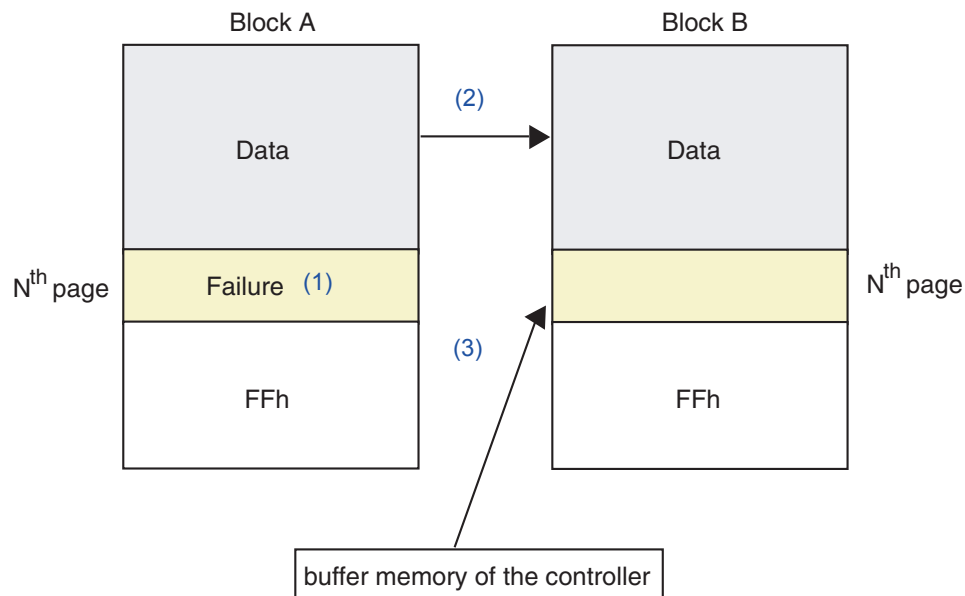 Block A
Block B
(2)
Data
Data
Nth page
Failure (1)
Nth page
(3)
FFh
FFh
buffer memory of the controller